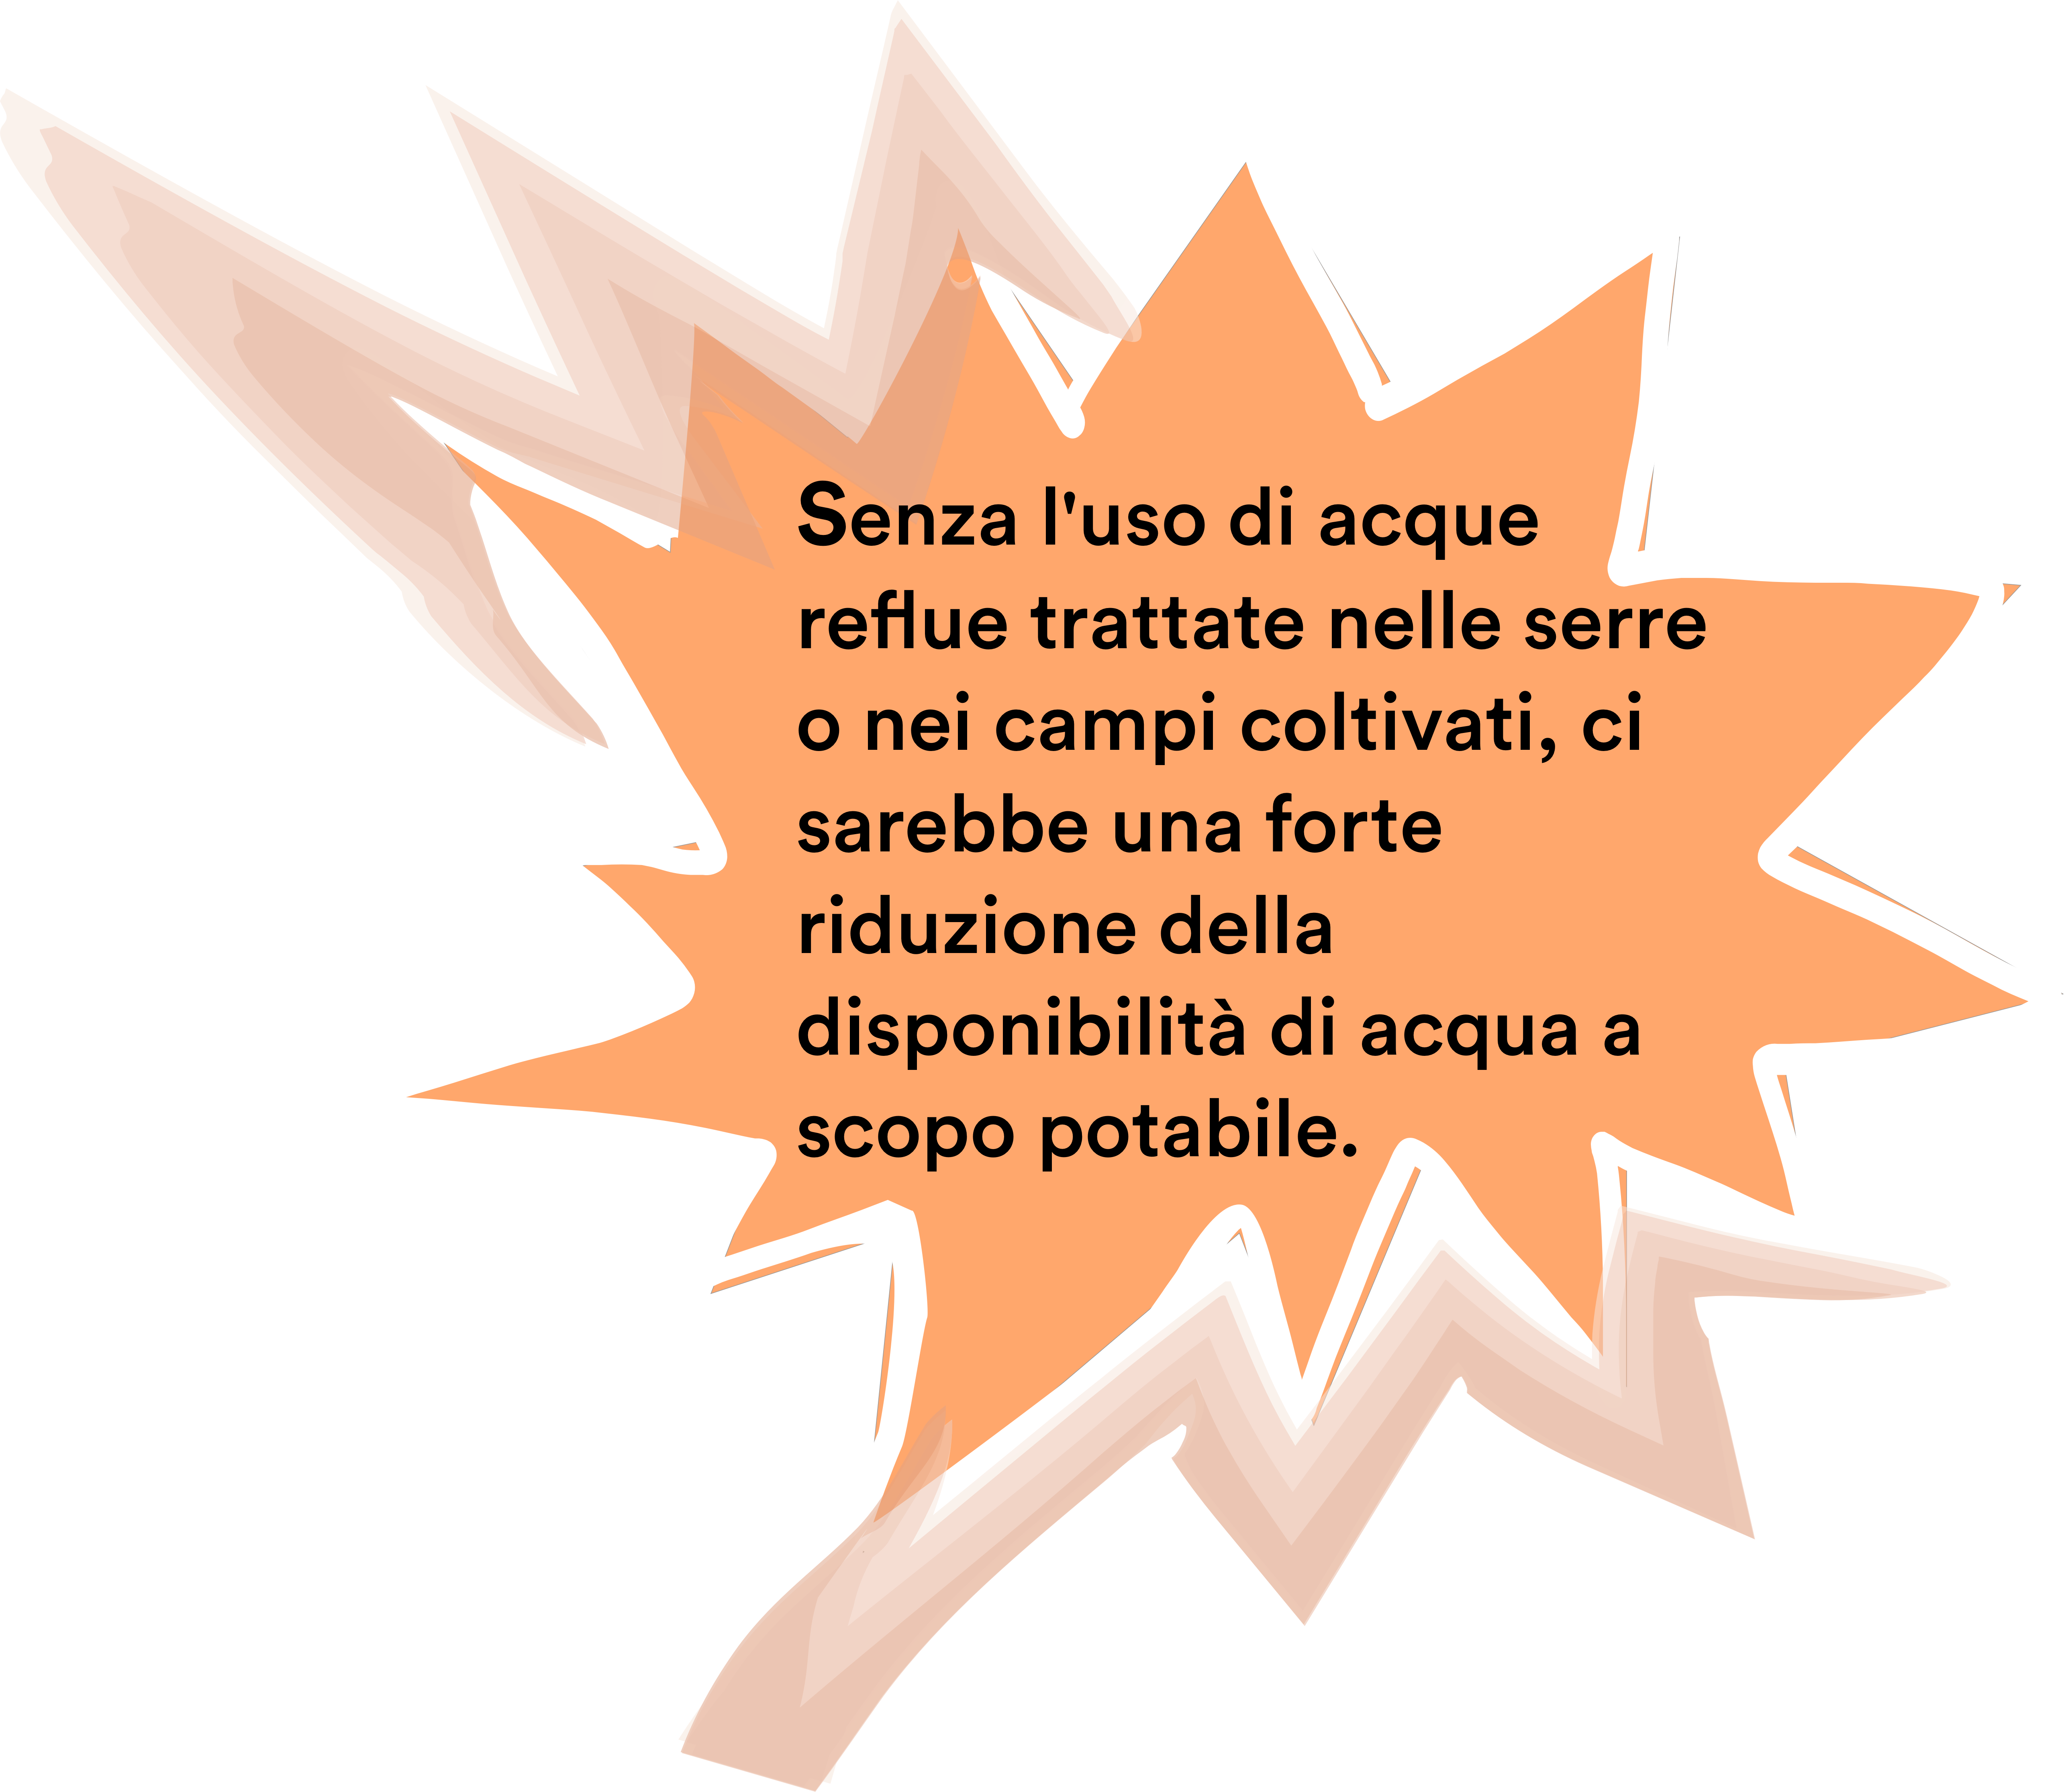 Senza l'uso di acque
reflue trattate nelle serre
o nei campi coltivati, ci
sarebbe una forte
riduzione della
disponibilità di acqua a
scopo potabile.